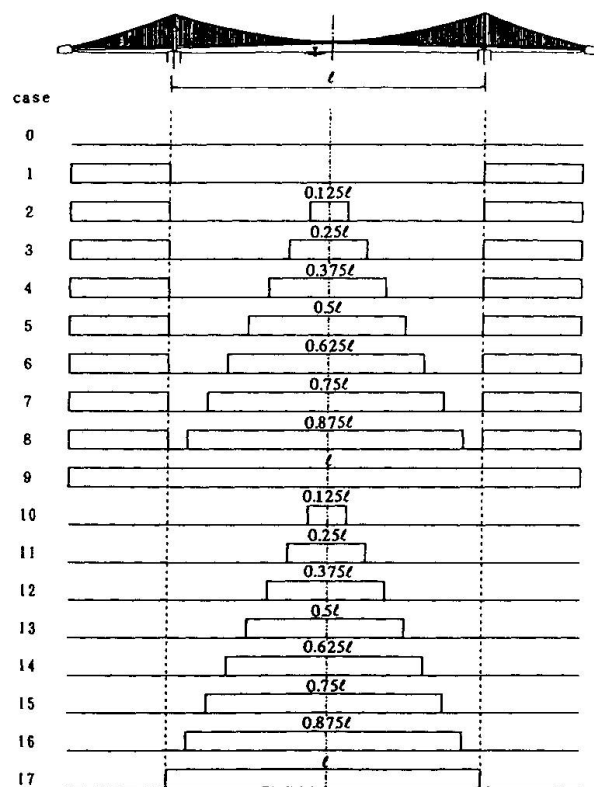 ℓ
case
0
1
2 0.125ℓ
3 0.25ℓ
4 0.375ℓ
5 0.5ℓ
6 0.625ℓ
7 0.75ℓ
8 0.875ℓ
9 ℓ
10 0.125ℓ
11 0.25ℓ
12 0.375ℓ
13 0.5ℓ
14 0.625ℓ
15 0.75ℓ
16 0.875ℓ
17 ℓ